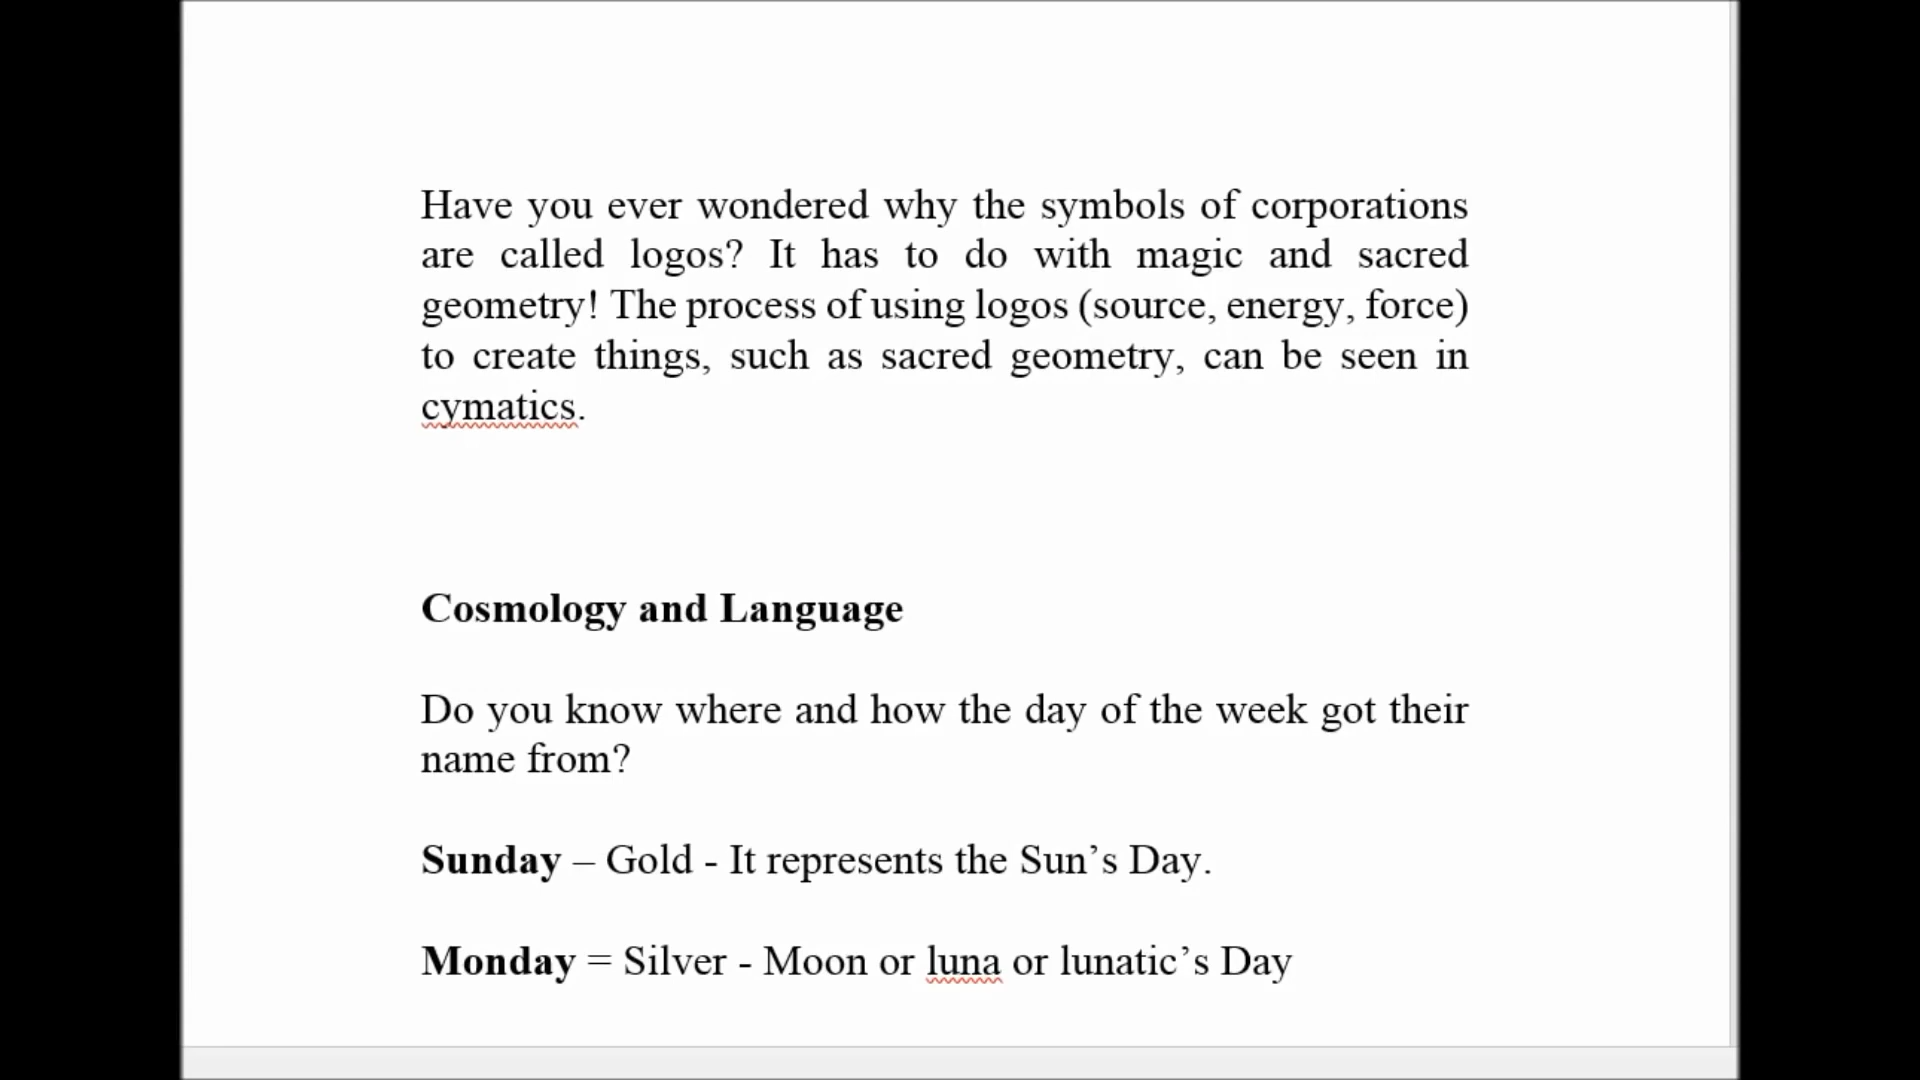 Have you ever wondered why the symbols of corporations
are called logos? It has to do with magic and sacred
geometry! The process of using logos (source, energy, force)
to create things, such as sacred geometry, can be seen in
cymatics.
Cosmology and Language
Do you know where and how the day of the week got their
name from?
Sunday – Gold - It represents the Sun’s Day.
Monday = Silver - Moon or luna or lunatic’s Day